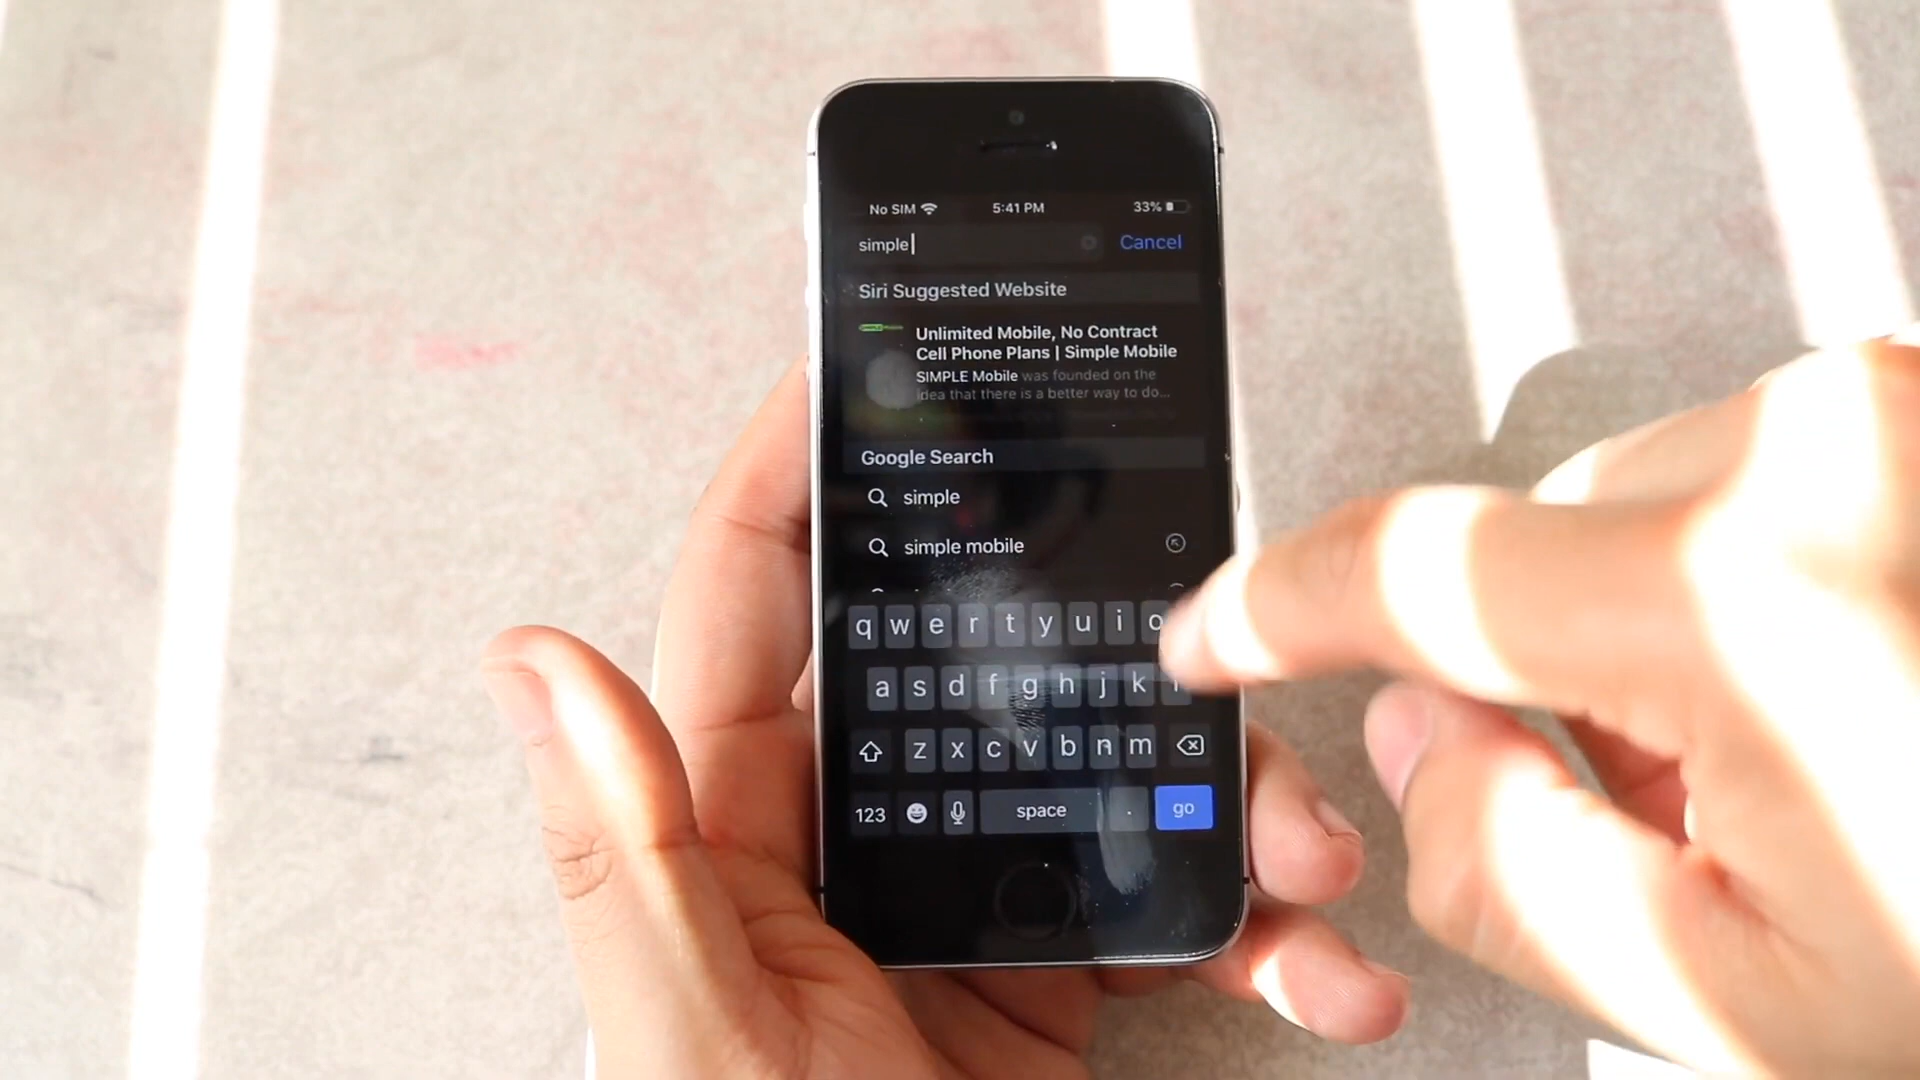 No SIM 5:41 PM 33%
simple Cancel
Siri Suggested Website
Unlimited Mobile, No Contract
Cell Phone Plans | Simple Mobile
SIMPLE Mobile was founded on the
idea that there is a better way to do...
Google Search
simple
simple mobile
q w e r t y u i o
a s d f g h j k
z x c v b n m
123 space . go